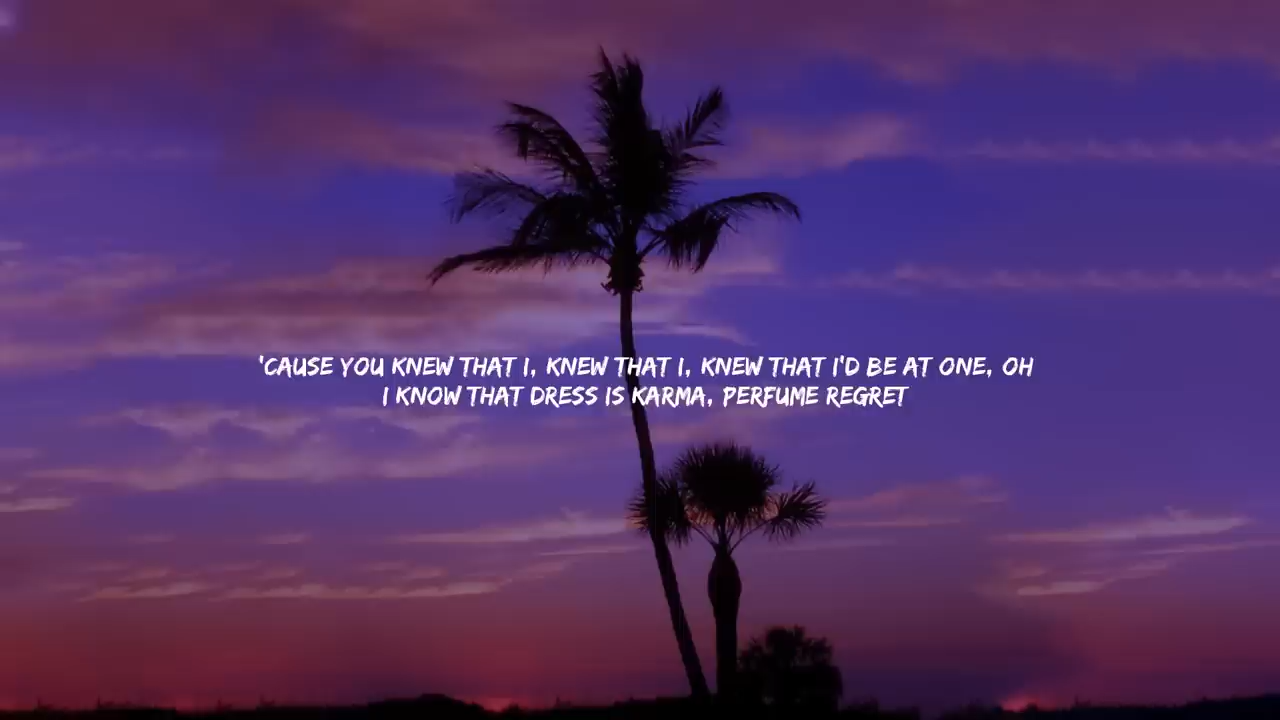 'CAUSE YOU KNEW THAT I, KNEW THAT I, KNEW THAT I'D BE AT ONE, OH
I KNOW THAT DRESS IS KARMA, PERFUME REGRET